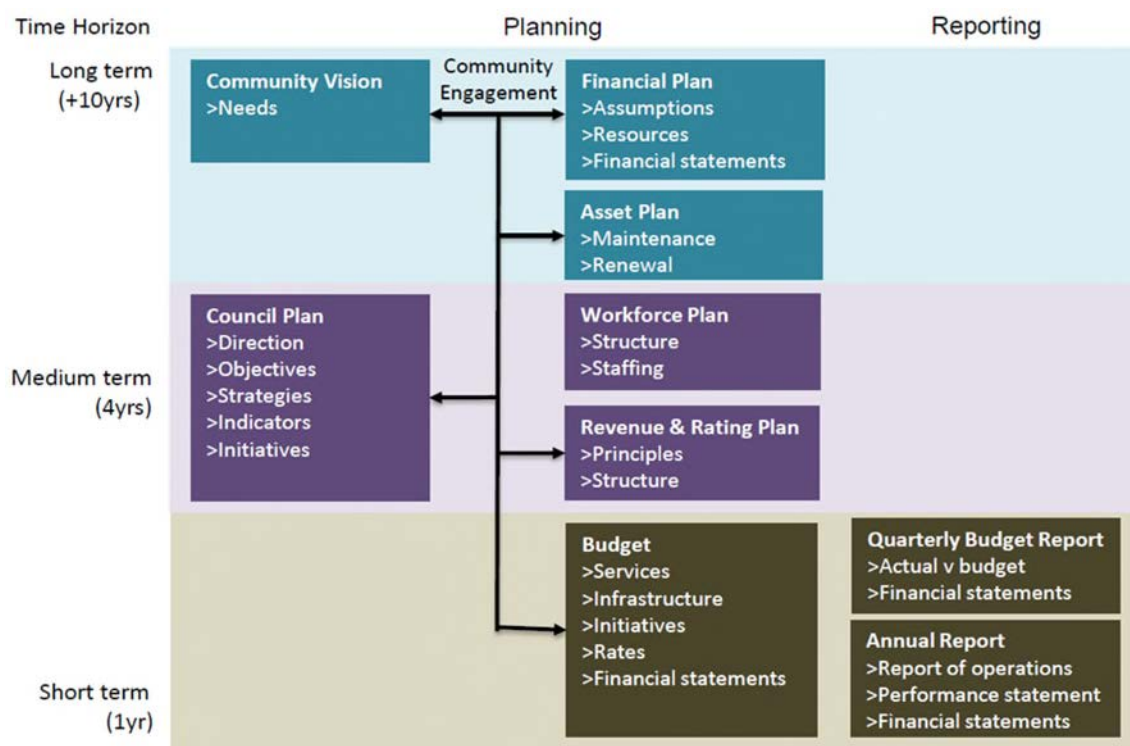 Time Horizon
Planning
Reporting
Long term
(+10yrs)
Community Vision
>Needs
Community
Engagement
Financial Plan
>Assumptions
>Resources
>Financial statements
Asset Plan
>Maintenance
>Renewal
Medium term
(4yrs)
Council Plan
>Direction
>Objectives
>Strategies
>Indicators
>Initiatives
Workforce Plan
>Structure
>Staffing
Revenue & Rating Plan
>Principles
>Structure
Short term
(1yr)
Budget
>Services
>Infrastructure
>Initiatives
>Rates
>Financial statements
Quarterly Budget Report
>Actual v budget
>Financial statements
Annual Report
>Report of operations
>Performance statement
>Financial statements